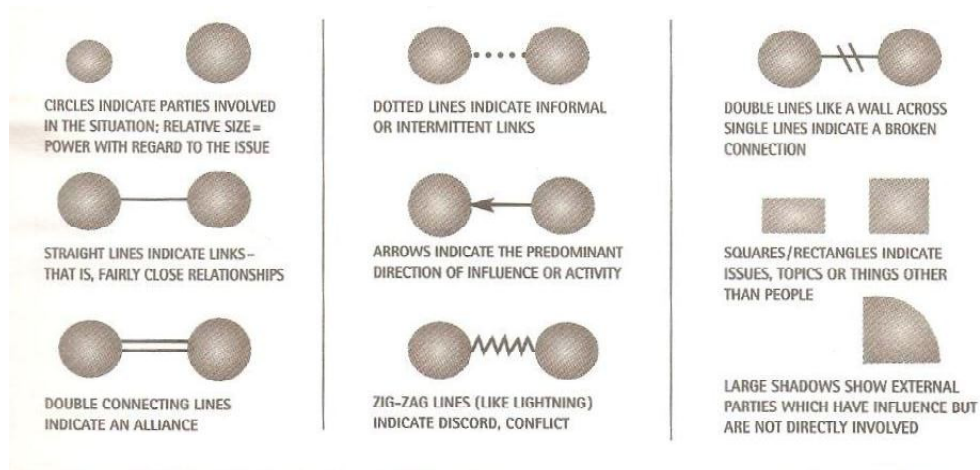 CIRCLES INDICATE PARTIES INVOLVED
IN THE SITUATION; RELATIVE SIZE=
POWER WITH REGARD TO THE ISSUE
STRAIGHT LINES INDICATE LINKS–
THAT IS, FAIRLY CLOSE RELATIONSHIPS
DOUBLE CONNECTING LINES
INDICATE AN ALLIANCE
DOTTED LINES INDICATE INFORMAL
OR INTERMITTENT LINKS
ARROWS INDICATE THE PREDOMINANT
DIRECTION OF INFLUENCE OR ACTIVITY
ZIG-ZAG LINES (LIKE LIGHTNING)
INDICATE DISCORD, CONFLICT
DOUBLE LINES LIKE A WALL ACROSS
SINGLE LINES INDICATE A BROKEN
CONNECTION
SQUARES/RECTANGLES INDICATE
ISSUES, TOPICS OR THINGS OTHER
THAN PEOPLE
LARGE SHADOWS SHOW EXTERNAL
PARTIES WHICH HAVE INFLUENCE BUT
ARE NOT DIRECTLY INVOLVED